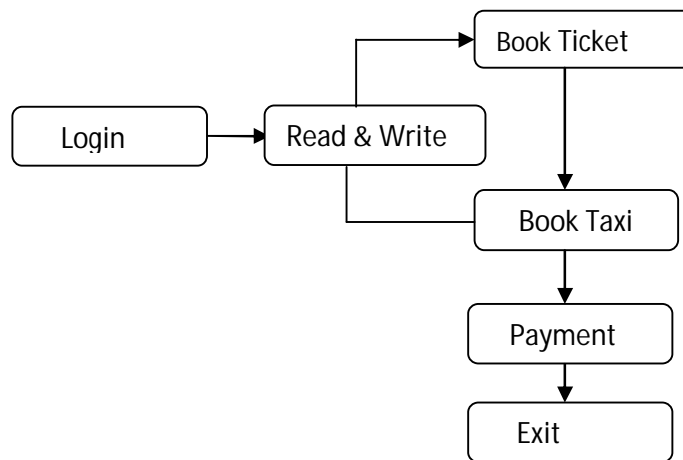 Book Ticket
Login
Read & Write
Book Taxi
Payment
Exit